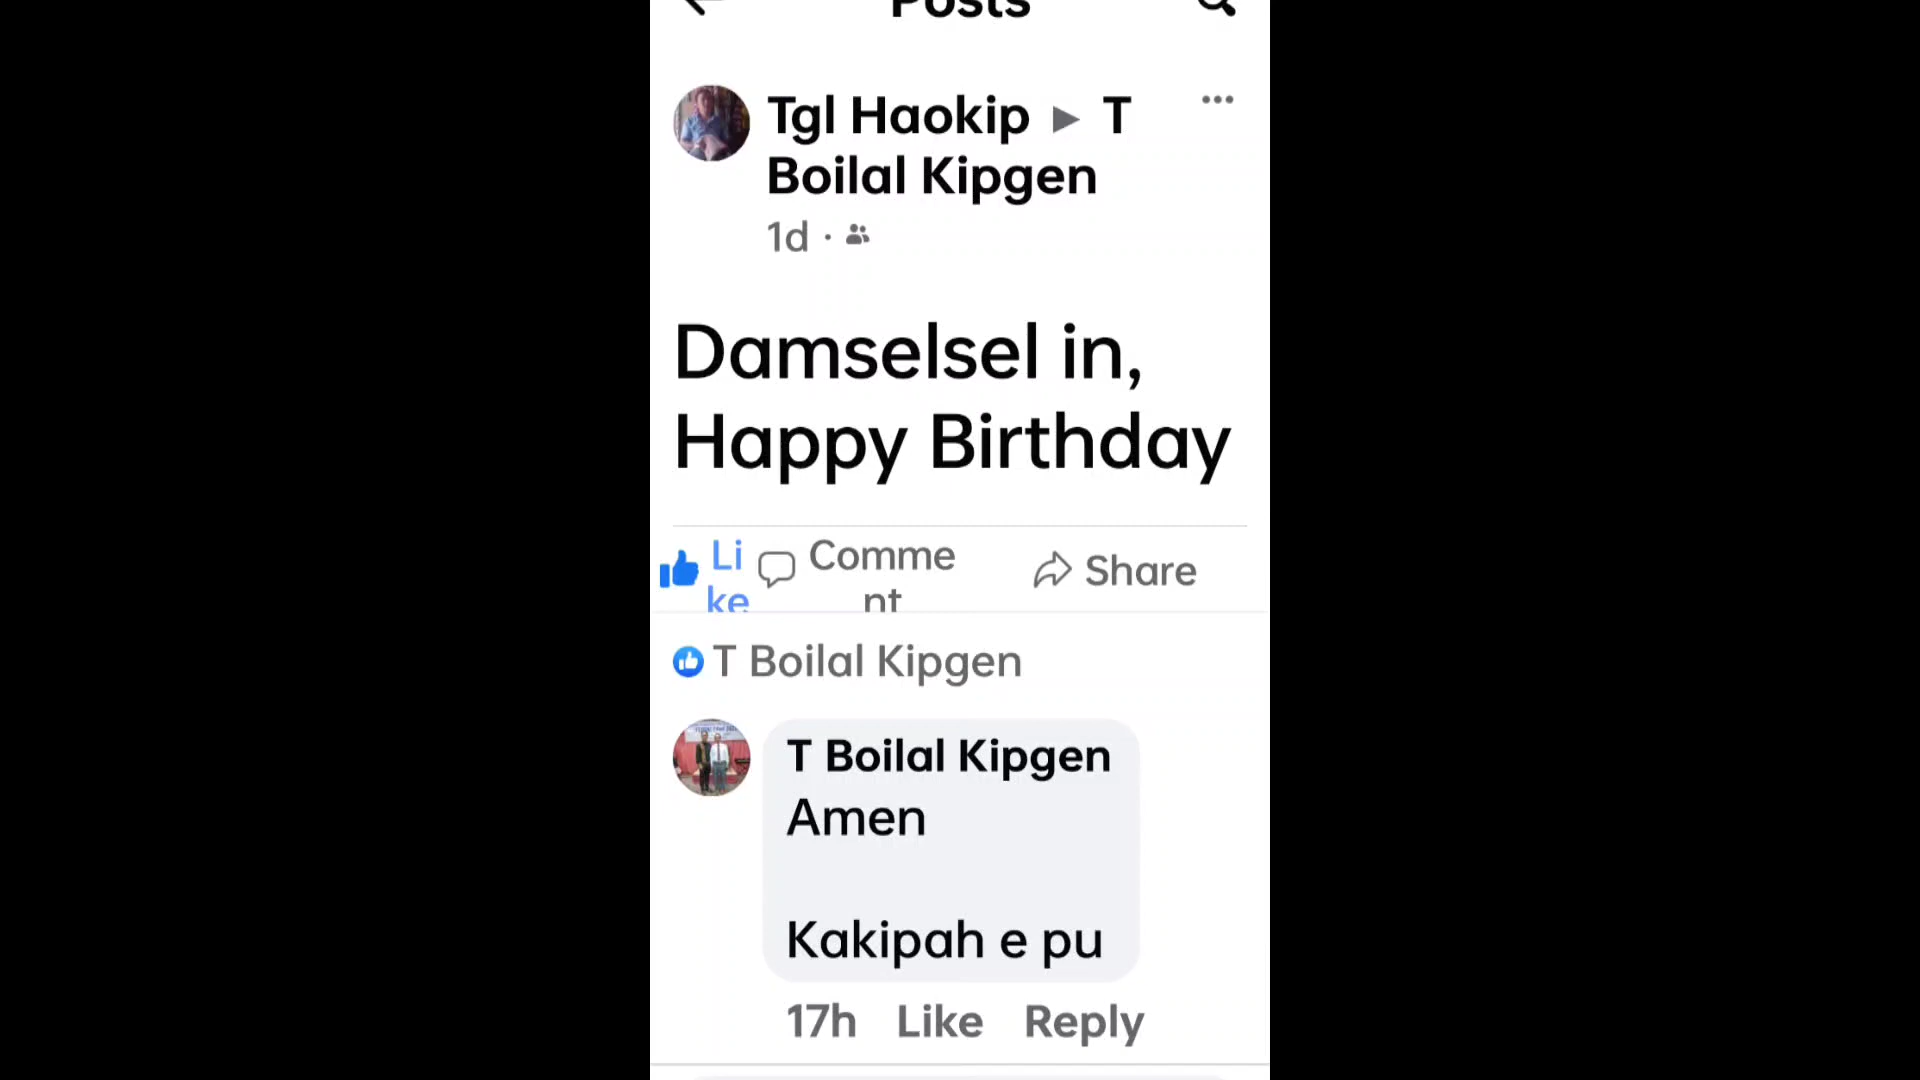 Posts
Tgl Haokip ▸ T
Boilal Kipgen
1d ·
Damselsel in,
Happy Birthday
Li
ke
Comme
nt
Share
T Boilal Kipgen
T Boilal Kipgen
Amen
Kakipah e pu
17h Like Reply